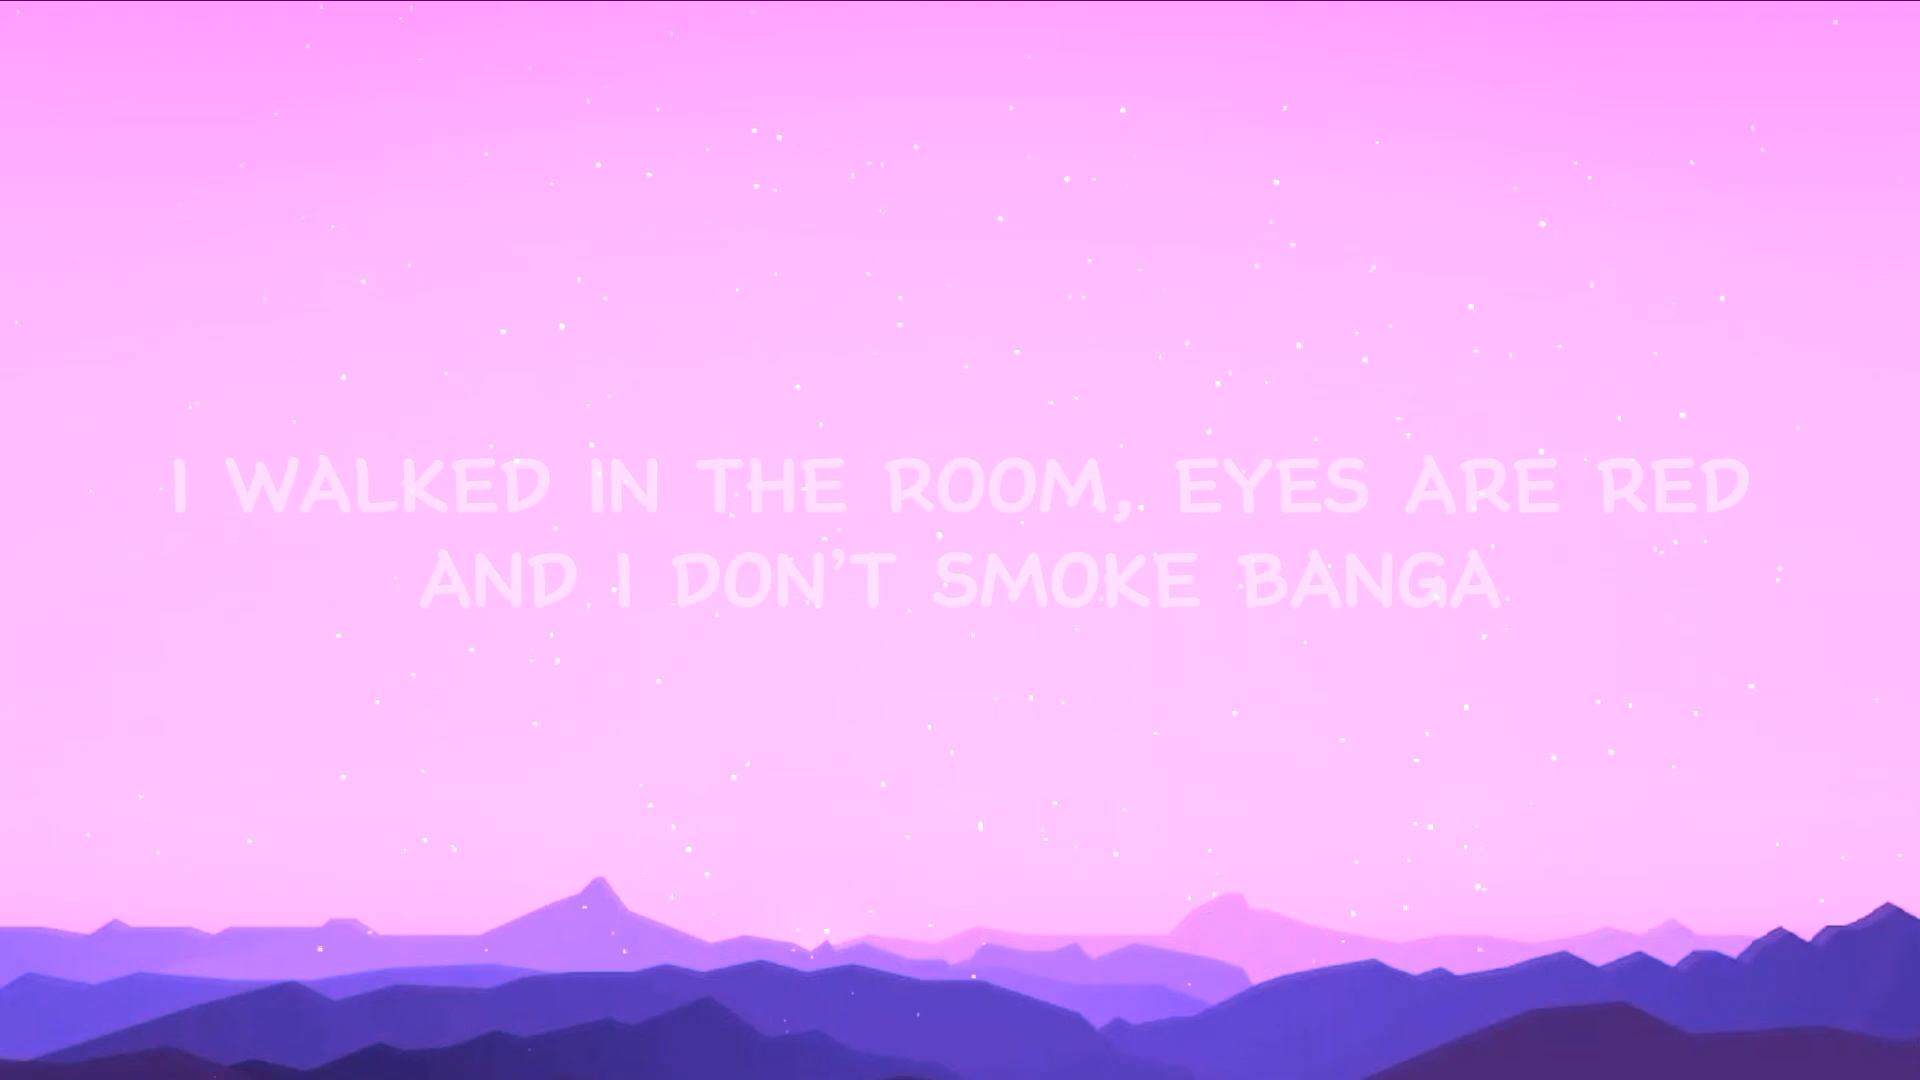 I WALKED IN THE ROOM, EYES ARE RED
AND I DON’T SMOKE BANGA